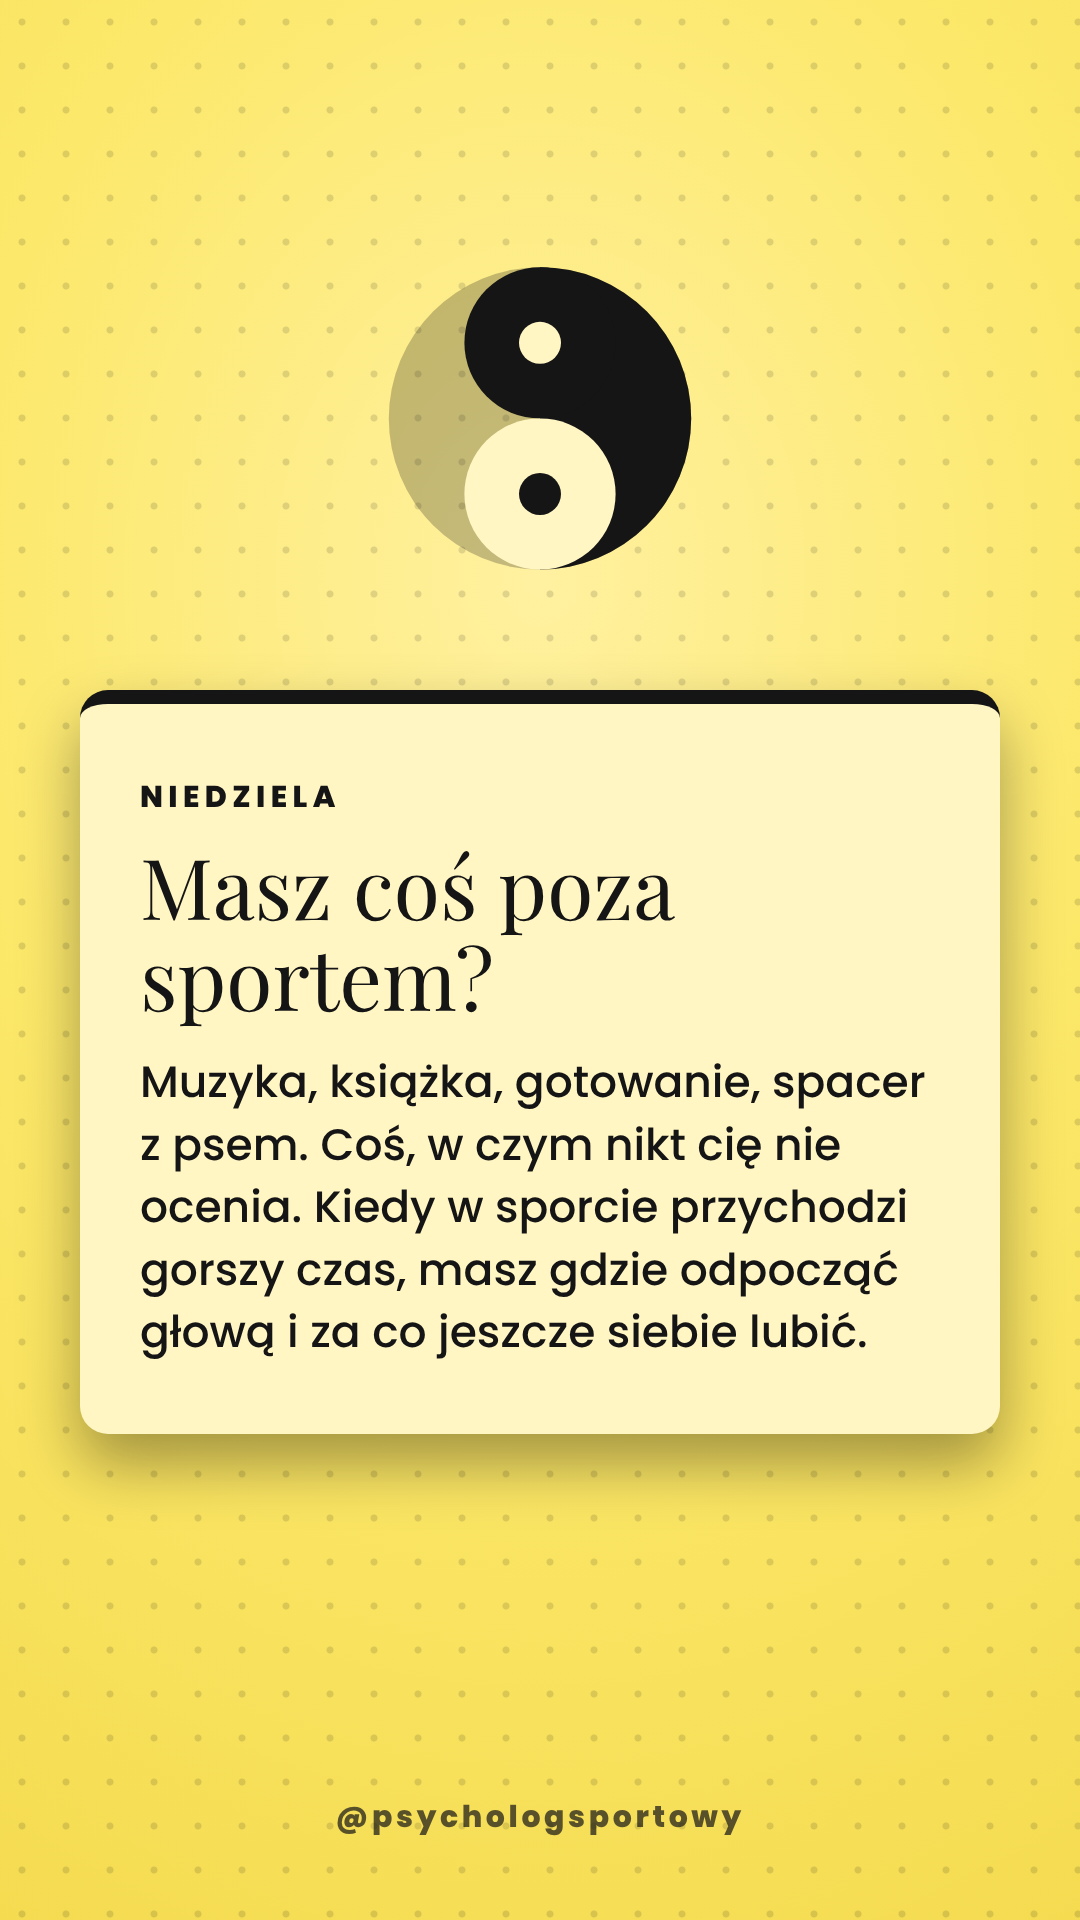 NIEDZIELA
Masz coś poza
sportem?
Muzyka, książka, gotowanie, spacer
z psem. Coś, w czym nikt cię nie
ocenia. Kiedy w sporcie przychodzi
gorszy czas, masz gdzie odpocząć
głową i za co jeszcze siebie lubić.
@psychologsportowy